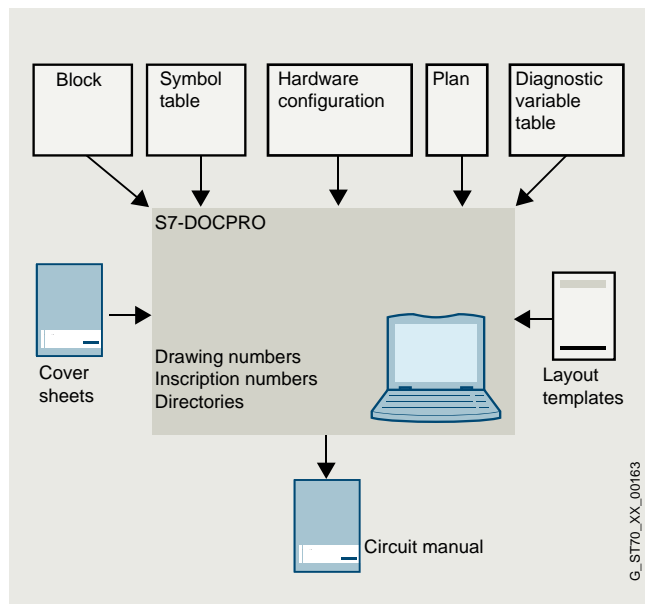 Block
Symbol
table
Hardware
configuration
Plan
Diagnostic
variable
table
S7-DOCPRO
Cover
sheets
Drawing numbers
Inscription numbers
Directories
Layout
templates
Circuit manual
G_ST70_XX_00163